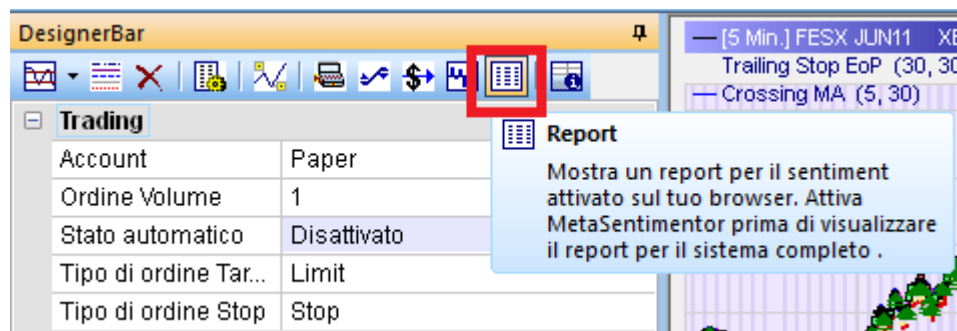 DesignerBar
[5 Min.] FESX JUN11 XE
Trailing Stop EoP (30, 30
Crossing MA (5, 30)
Trading
Account Paper
Ordine Volume 1
Stato automatico Disattivato
Tipo di ordine Tar... Limit
Tipo di ordine Stop Stop
Report
Mostra un report per il sentiment
attivato sul tuo browser. Attiva
MetaSentimentor prima di visualizzare
il report per il sistema completo .